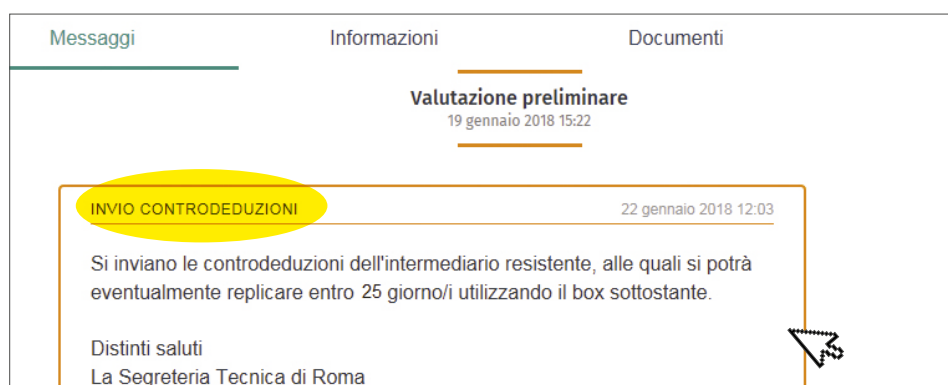 Messaggi Informazioni Documenti
Valutazione preliminare
19 gennaio 2018 15:22
INVIO CONTRODEDUZIONI 22 gennaio 2018 12:03
Si inviano le controdeduzioni dell'intermediario resistente, alle quali si potrà
eventualmente replicare entro 25 giorno/i utilizzando il box sottostante.
Distinti saluti
La Segreteria Tecnica di Roma